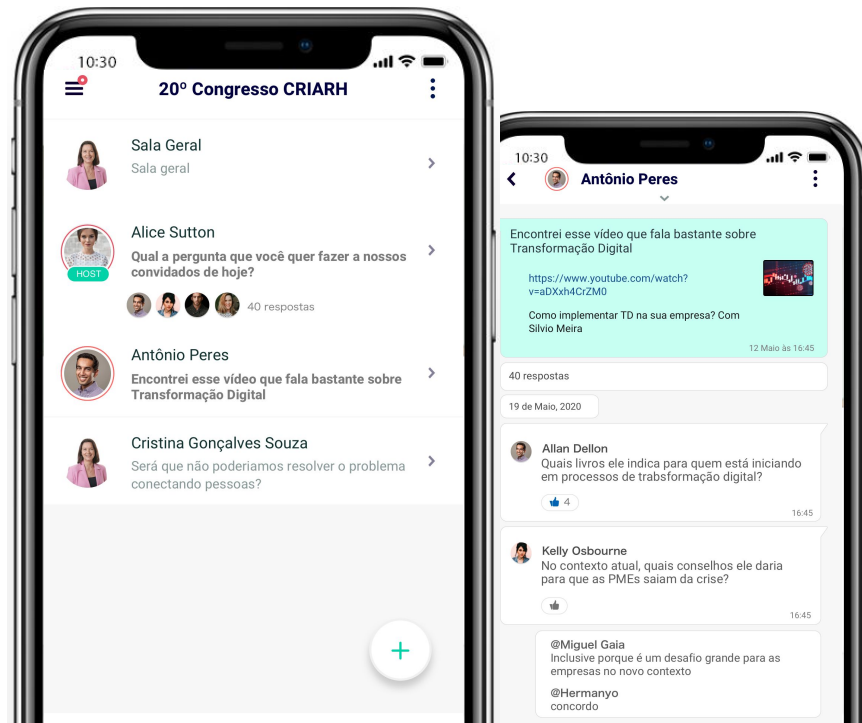 10:30
20º Congresso CRIARH
Sala Geral
Sala geral
Alice Sutton
Qual a pergunta que você quer fazer a nossos
convidados de hoje?
HOST
40 respostas
Antônio Peres
Encontrei esse vídeo que fala bastante sobre
Transformação Digital
Cristina Gonçalves Souza
Será que não poderiamos resolver o problema
conectando pessoas?
+
10:30
Antônio Peres
Encontrei esse vídeo que fala bastante sobre
Transformação Digital
https://www.youtube.com/watch?
v=aDXxh4CrZM0
Como implementar TD na sua empresa? Com
Silvio Meira
12 Maio às 16:45
40 respostas
19 de Maio, 2020
Allan Dellon
Quais livros ele indica para quem está iniciando
em processos de trabsformação digital?
4
16:45
Kelly Osbourne
No contexto atual, quais conselhos ele daria
para que as PMEs saiam da crise?
16:45
@Miguel Gaia
Inclusive porque é um desafio grande para as
empresas no novo contexto
@Hermanyo
concordo